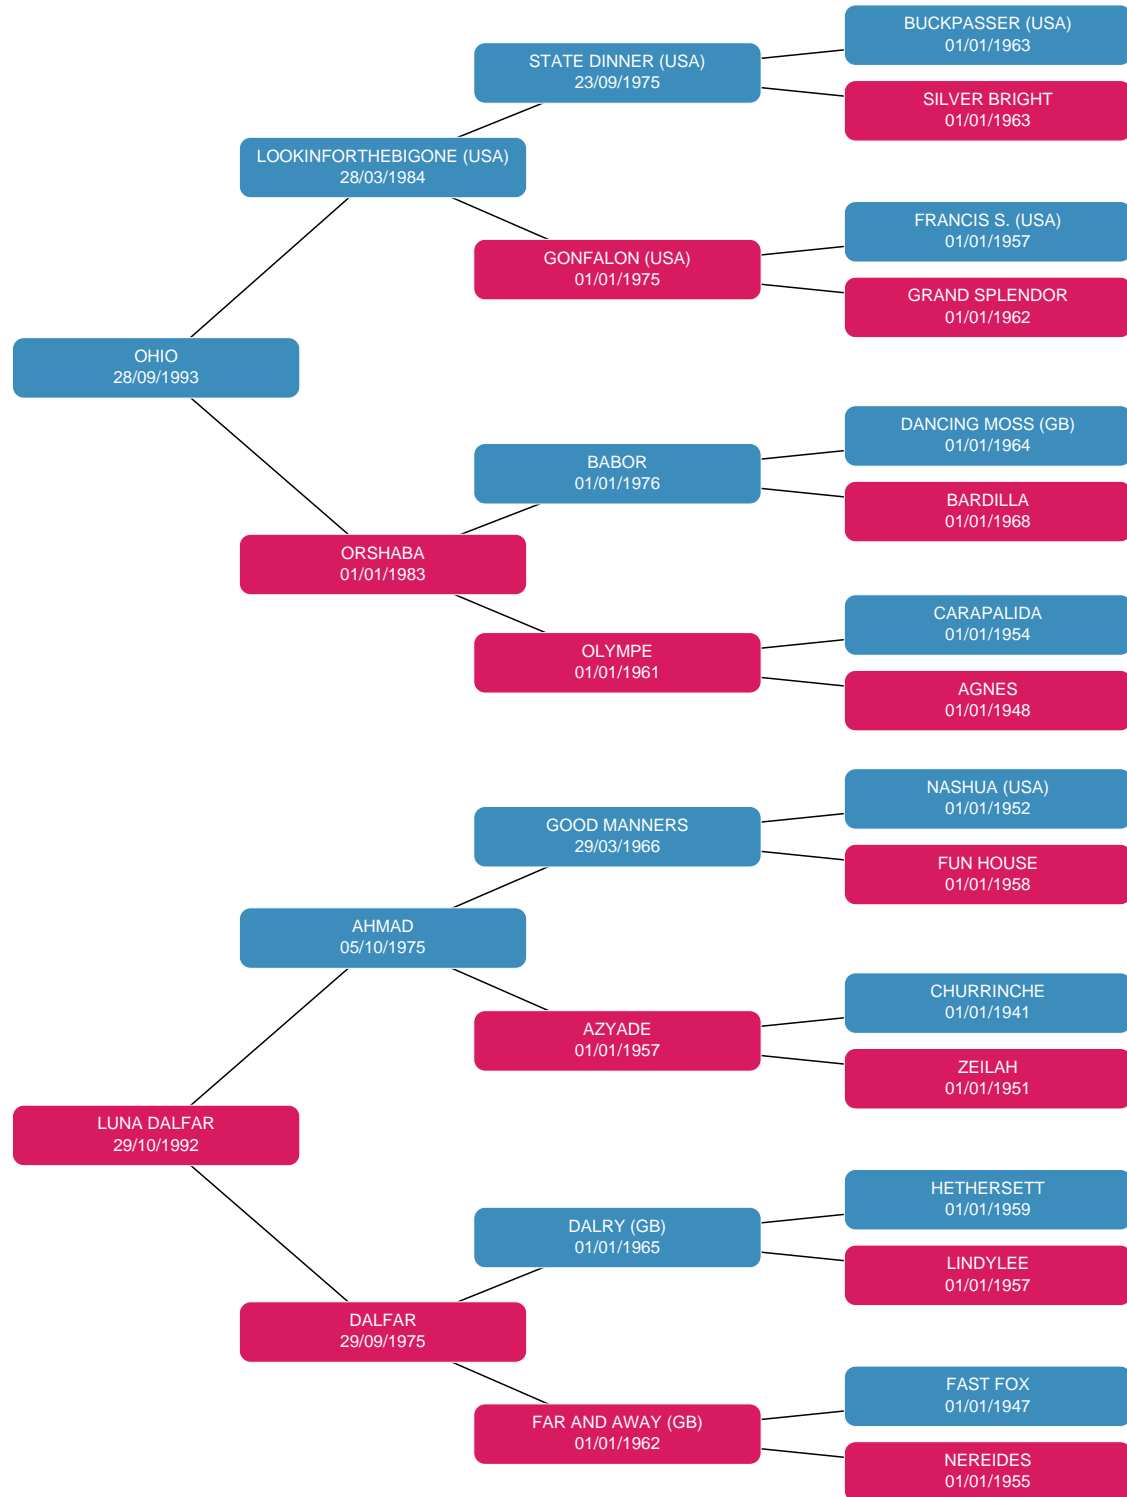 BUCKPASSER (USA)
01/01/1963
STATE DINNER (USA)
23/09/1975
SILVER BRIGHT
01/01/1963
LOOKINFORTHEBIGONE (USA)
28/03/1984
FRANCIS S. (USA)
01/01/1957
GONFALON (USA)
01/01/1975
GRAND SPLENDOR
01/01/1962
OHIO
28/09/1993
DANCING MOSS (GB)
01/01/1964
BABOR
01/01/1976
BARDILLA
01/01/1968
ORSHABA
01/01/1983
CARAPALIDA
01/01/1954
OLYMPE
01/01/1961
AGNES
01/01/1948
NASHUA (USA)
01/01/1952
GOOD MANNERS
29/03/1966
FUN HOUSE
01/01/1958
AHMAD
05/10/1975
CHURRINCHE
01/01/1941
AZYADE
01/01/1957
ZEILAH
01/01/1951
LUNA DALFAR
29/10/1992
HETHERSETT
01/01/1959
DALRY (GB)
01/01/1965
LINDYLEE
01/01/1957
DALFAR
29/09/1975
FAST FOX
01/01/1947
FAR AND AWAY (GB)
01/01/1962
NEREIDES
01/01/1955